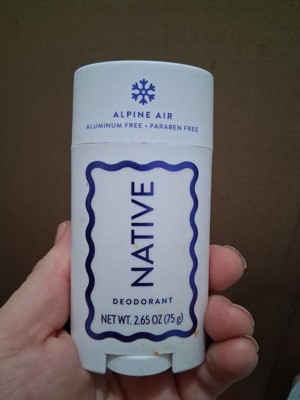 ALPINE AIR
ALUMINUM FREE • PARABEN FREE
NATIVE
DEODORANT
NET WT. 2.65 OZ (75 g)